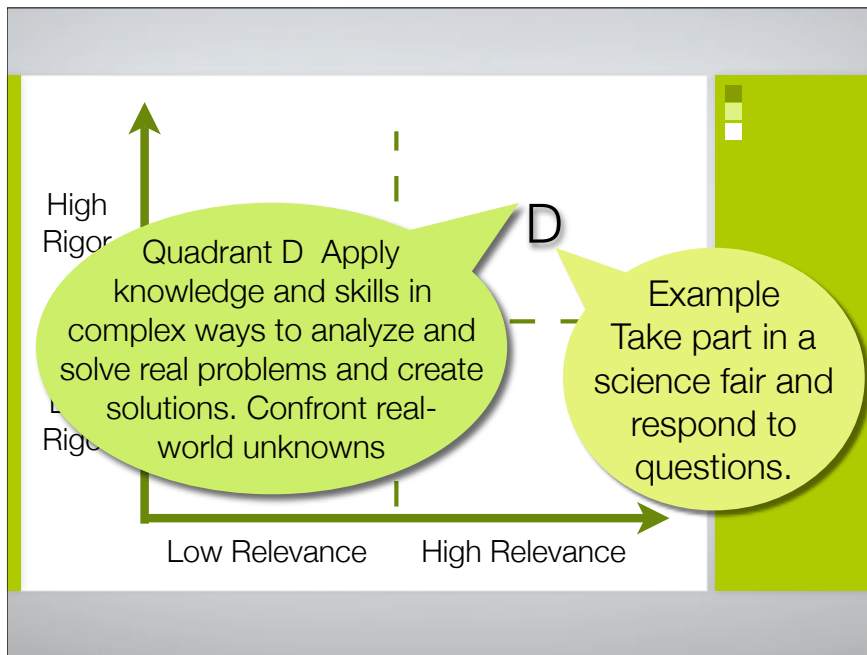 High
Rigor
D
Quadrant D Apply
knowledge and skills in
complex ways to analyze and
solve real problems and create
solutions. Confront real-
world unknowns
Example
Take part in a
science fair and
respond to
questions.
Low Relevance
High Relevance